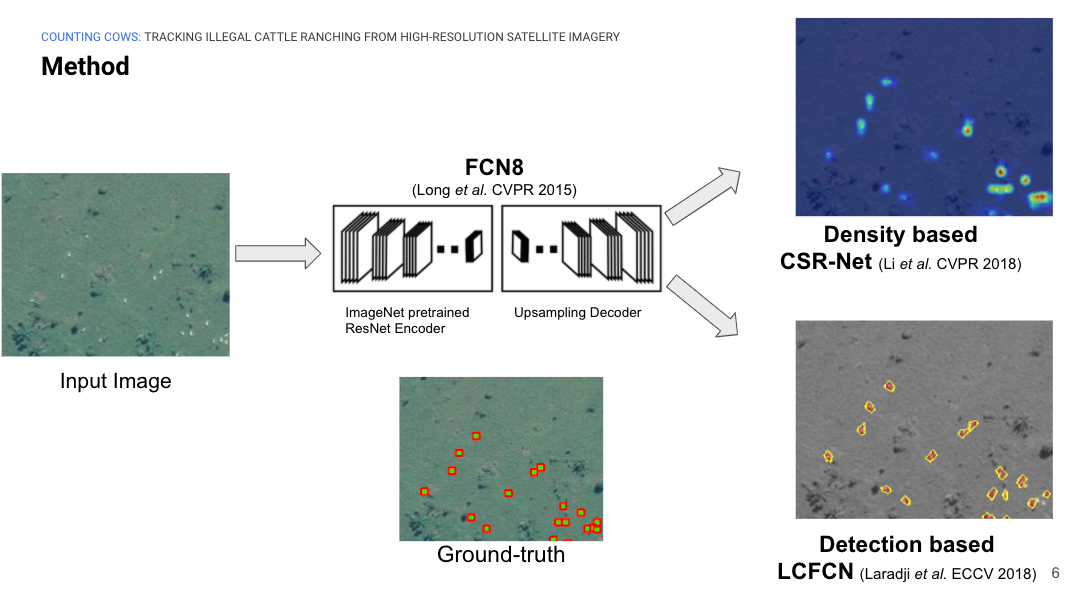 COUNTING COWS: TRACKING ILLEGAL CATTLE RANCHING FROM HIGH-RESOLUTION SATELLITE IMAGERY
Method
FCN8
(Long et al. CVPR 2015)
ImageNet pretrained
ResNet Encoder
Upsampling Decoder
Input Image
Ground-truth
Density based
CSR-Net (Li et al. CVPR 2018)
Detection based
LCFCN (Laradji et al. ECCV 2018)
6